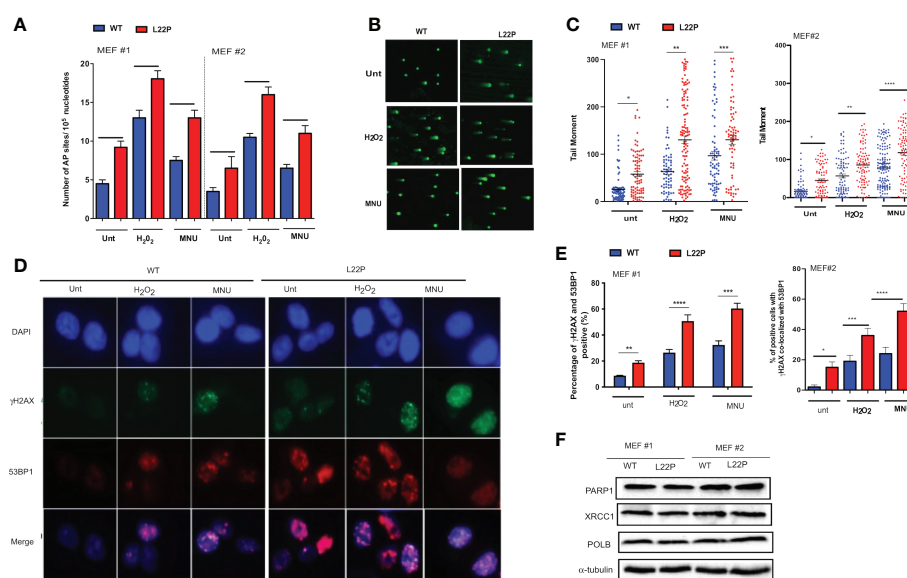 A
WT
L22P
MEF #1
MEF #2
Number of AP sites/ 10⁵ nucleotides
20
15
10
5
0
Unt
H₂0₂
MNU
Unt
H₂0₂
MNU
B
WT
L22P
Unt
H2O2
MNU
C
WT
L22P
MEF #1
Tail Moment
300
200
100
0
*
**
***
unt
H2O2
MNU
MEF#2
Tail Moment
350
300
250
200
150
100
50
0
*
**
****
Unt
H2O2
MNU
D
WT
L22P
Unt
H₂O₂
MNU
Unt
H₂O₂
MNU
DAPI
γH2AX
53BP1
Merge
E
WT
L22P
MEF #1
Percentage of γH2AX and 53BP1
positive (%)
80
60
40
20
0
**
****
***
unt
H2O2
MNU
MEF#2
% of positive cells with
γH2AX co-localized with 53BP1
60
40
20
0
*
***
****
unt
H2O2
F
MEF #1
MEF #2
WT
L22P
WT
L22P
PARP1
XRCC1
POLB
α-tubulin